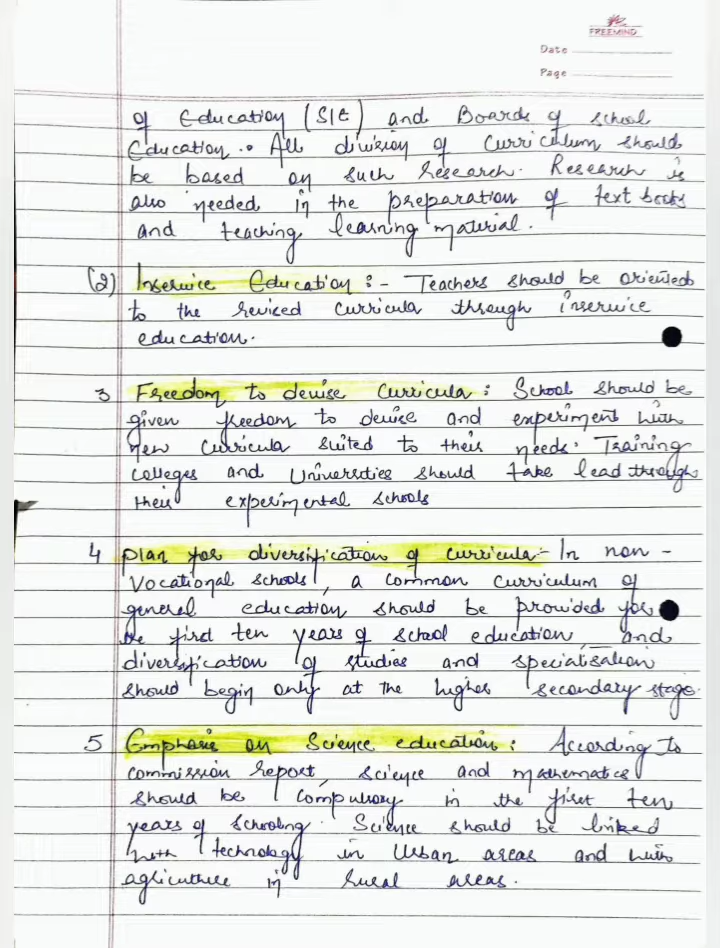 FREEMIND
Date
Page
of Education (SIE) and Boards of school
Education.. All division of Curriculum should
be based on such research. Research is
also needed in the preparation of text books
and teaching learning material.
(2) Inservice Education :- Teachers should be oriented
to the revised curricula through inservice
education.
3 Freedom to devise curricula : School should be
given freedom to devise and experiment with
new curricula suited to their needs. Training
colleges and Universities should take lead through
their experimental schools
4 plan for diversification of curricula - In non -
Vocational schools, a common curriculum of
general education should be provided for
the first ten years of school education, and
diversification of studies and specialisation
should begin only at the higher secondary stage.
5 Emphasis on Science education : According to
commission report, science and mathematics
should be compulsory in the first ten
years of schooling. Science should be linked
with technology in Urban areas and with
agriculture in rural areas.